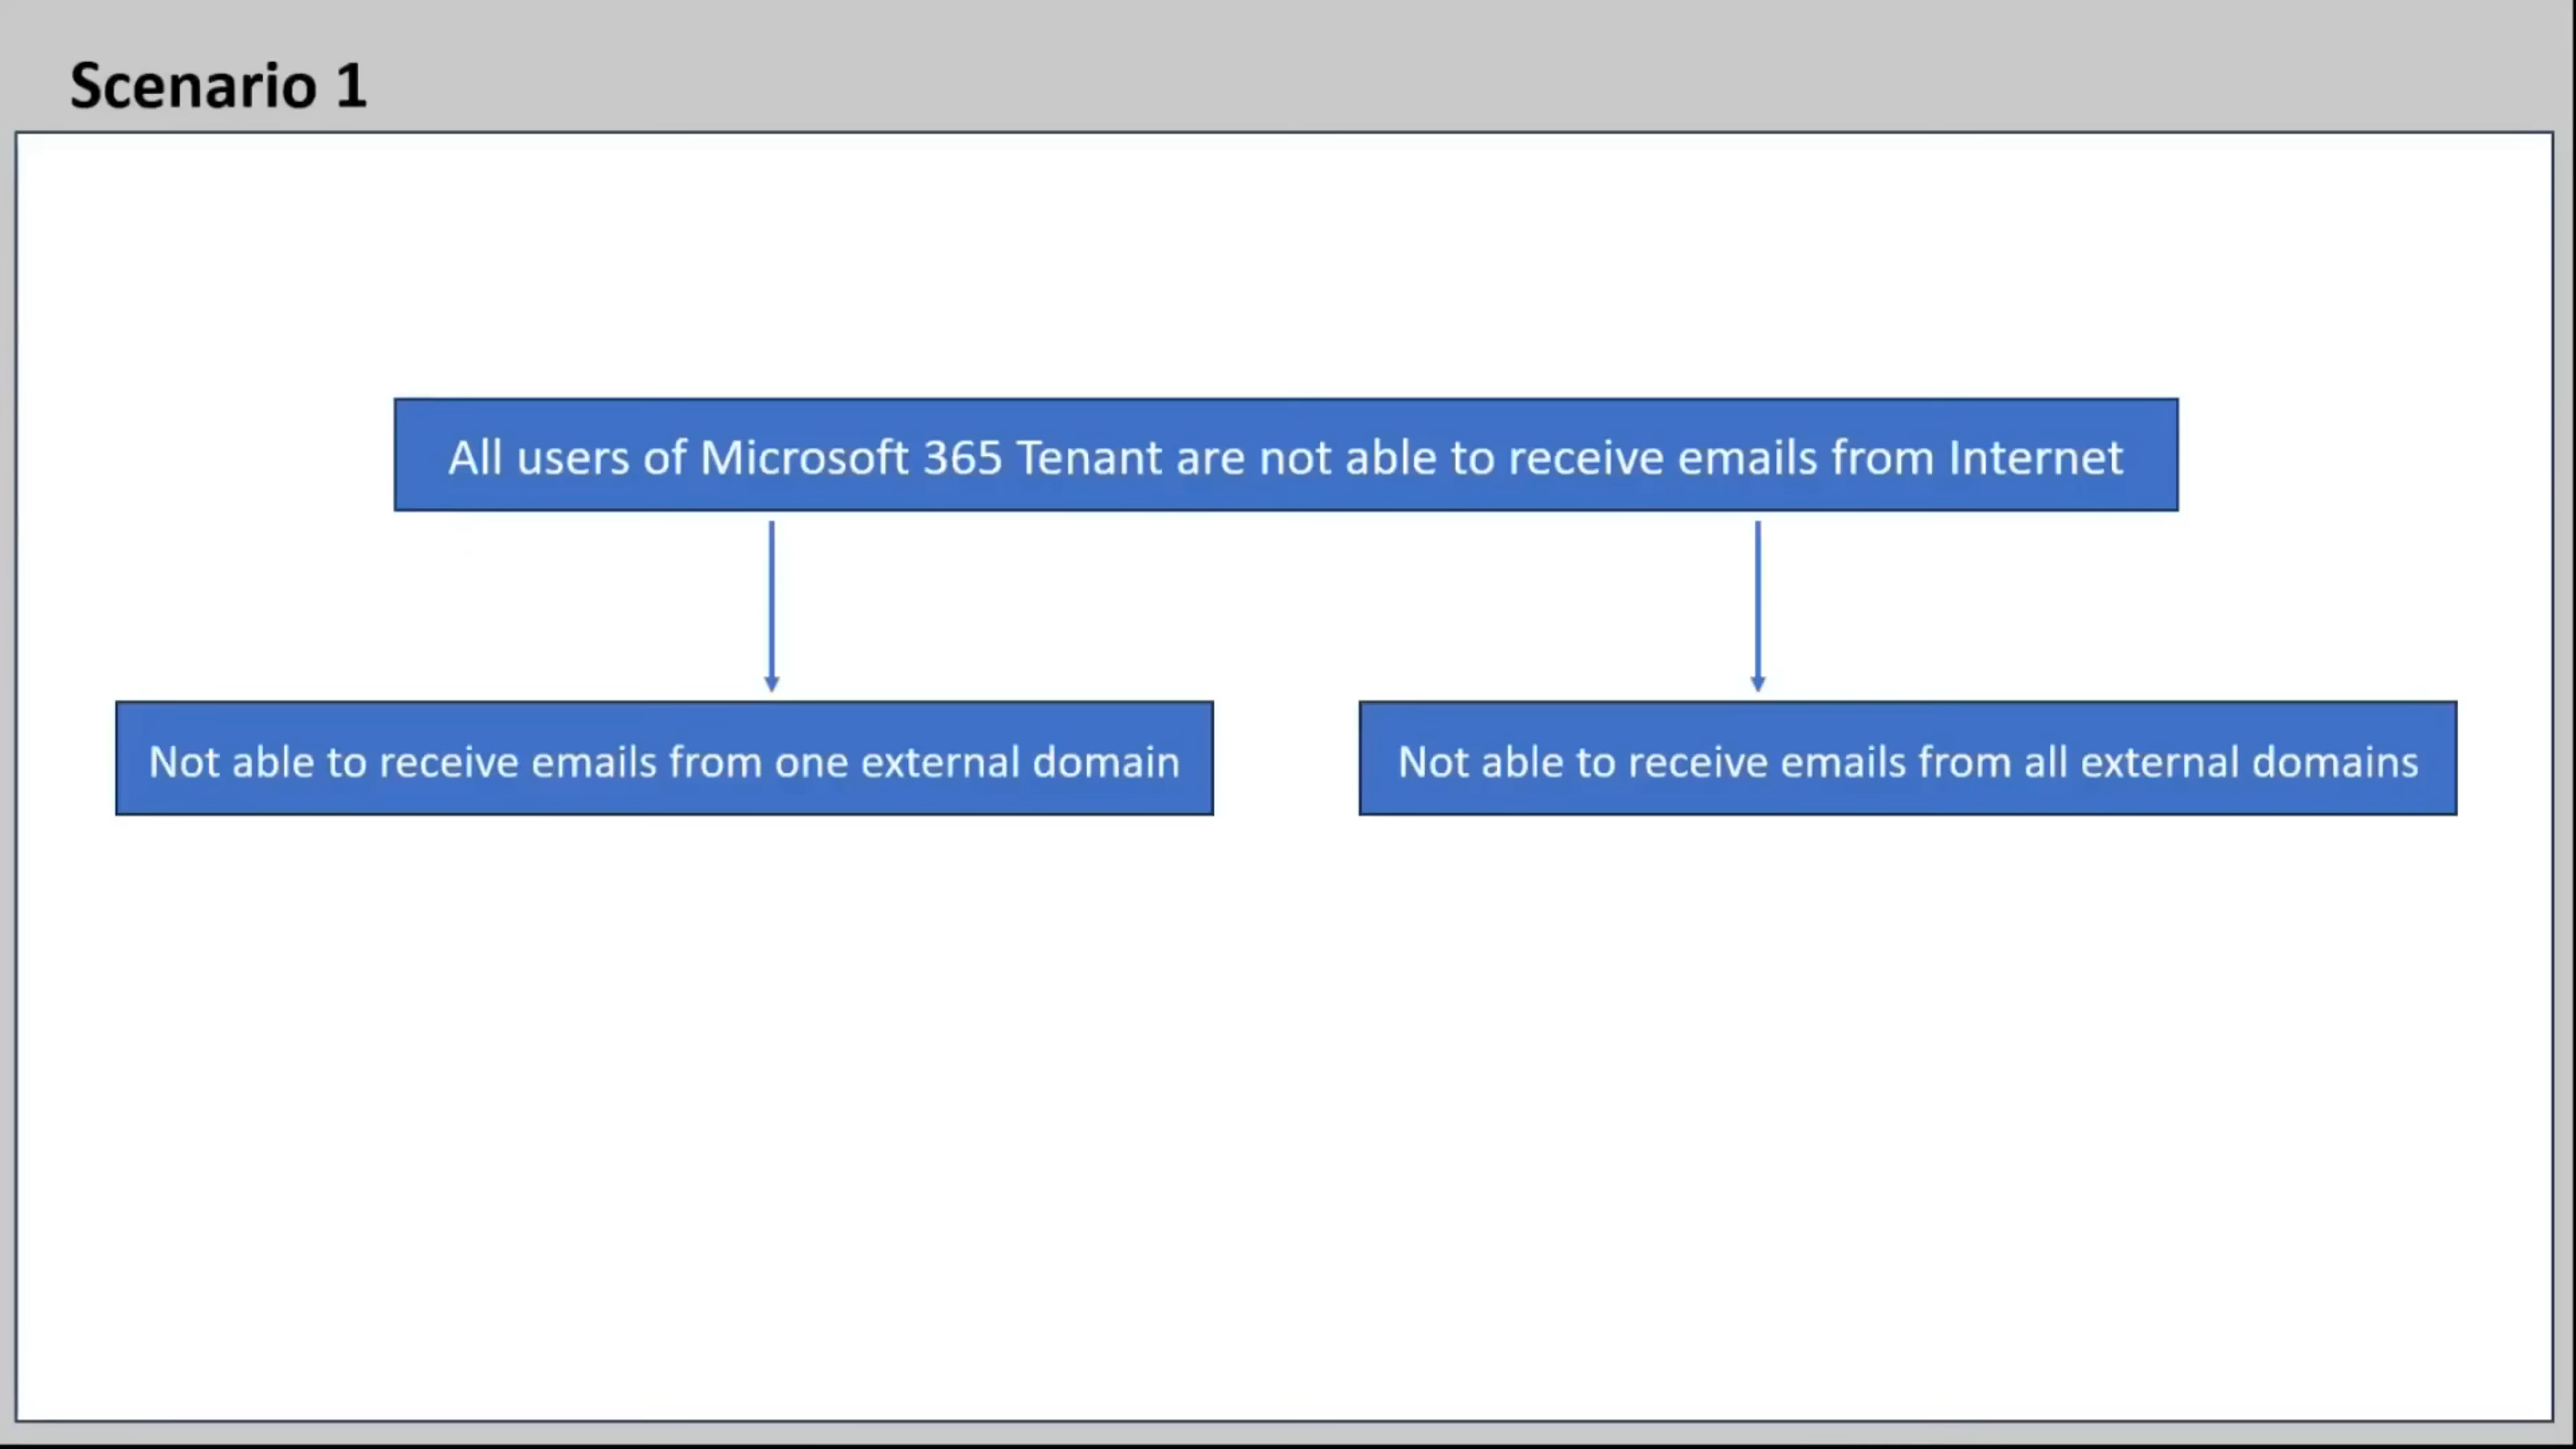 Scenario 1
All users of Microsoft 365 Tenant are not able to receive emails from Internet
Not able to receive emails from one external domain
Not able to receive emails from all external domains